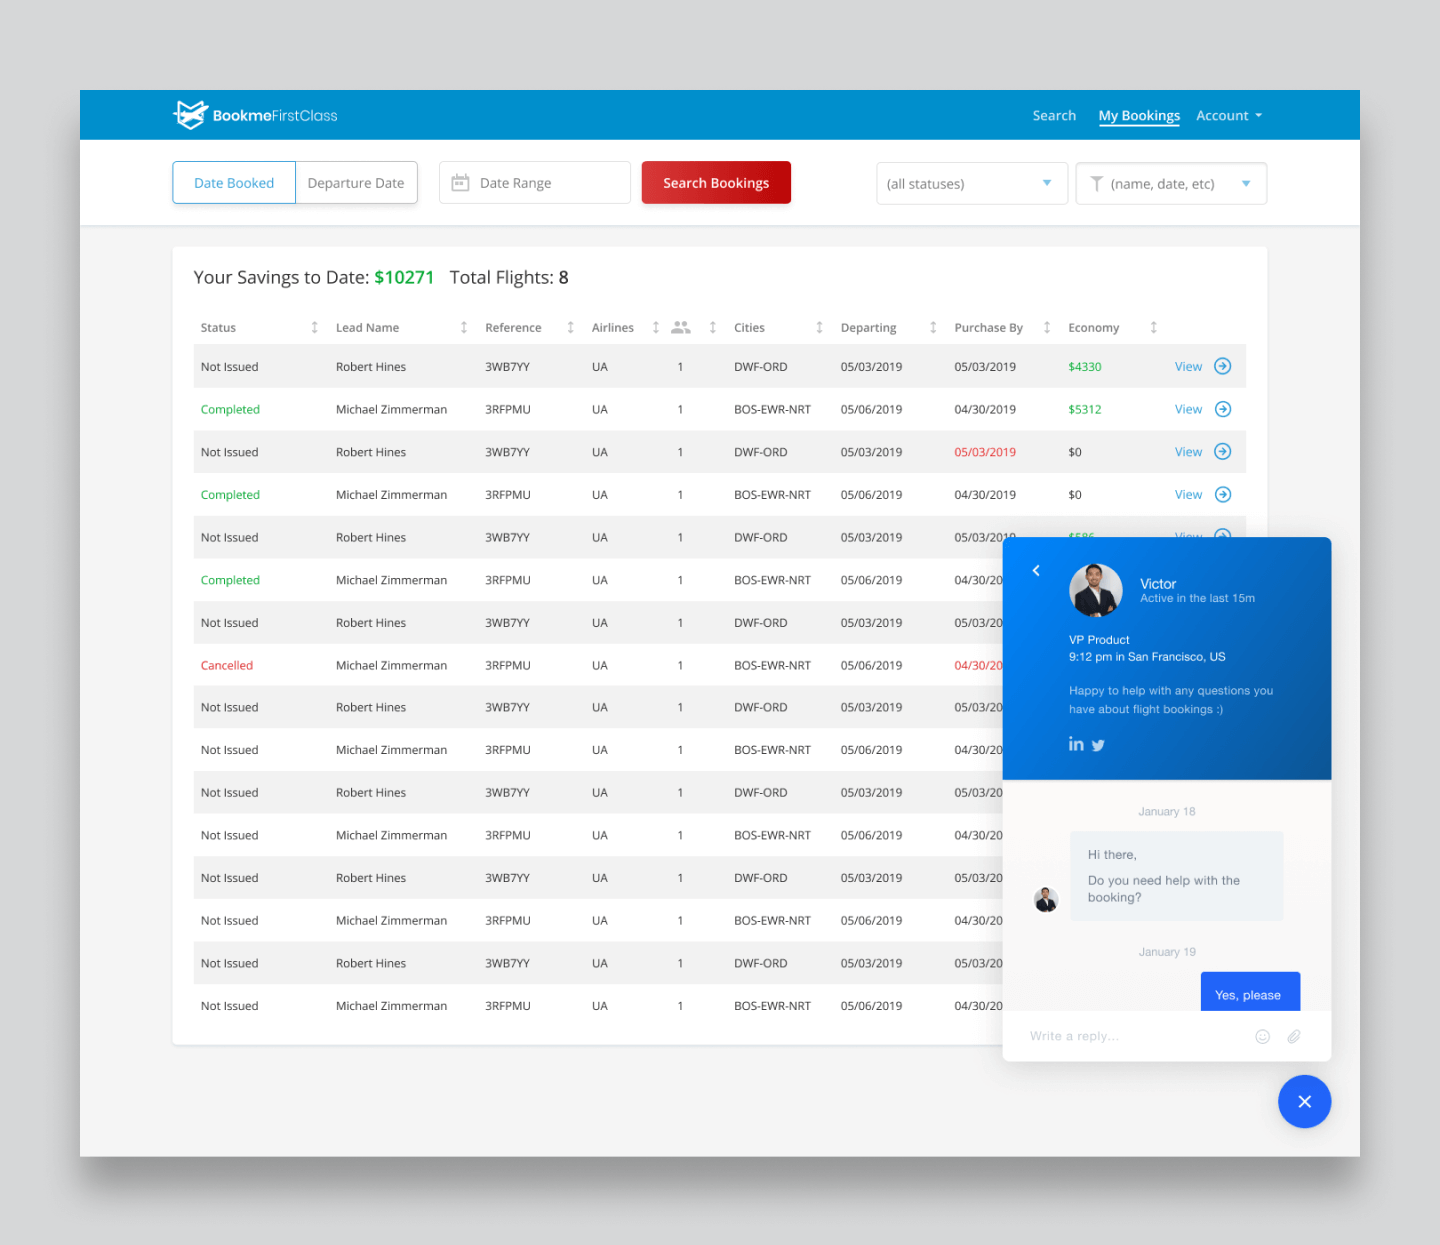 BookmeFirstClass
Search My Bookings Account
Date Booked Departure Date Date Range Search Bookings (all statuses) (name, date, etc)
Your Savings to Date: $10271 Total Flights: 8
Status Lead Name Reference Airlines Cities Departing Purchase By Economy
Not Issued Robert Hines 3WB7YY UA 1 DWF-ORD 05/03/2019 05/03/2019 $4330 View
Completed Michael Zimmerman 3RFPMU UA 1 BOS-EWR-NRT 05/06/2019 04/30/2019 $5312 View
Not Issued Robert Hines 3WB7YY UA 1 DWF-ORD 05/03/2019 05/03/2019 $0 View
Completed Michael Zimmerman 3RFPMU UA 1 BOS-EWR-NRT 05/06/2019 04/30/2019 $0 View
Not Issued Robert Hines 3WB7YY UA 1 DWF-ORD 05/03/2019 05/03/2019 $586 View
Completed Michael Zimmerman 3RFPMU UA 1 BOS-EWR-NRT 05/06/2019 04/30/20
Not Issued Robert Hines 3WB7YY UA 1 DWF-ORD 05/03/2019 05/03/20
Cancelled Michael Zimmerman 3RFPMU UA 1 BOS-EWR-NRT 05/06/2019 04/30/20
Not Issued Robert Hines 3WB7YY UA 1 DWF-ORD 05/03/2019 05/03/20
Not Issued Michael Zimmerman 3RFPMU UA 1 BOS-EWR-NRT 05/06/2019 04/30/20
Not Issued Robert Hines 3WB7YY UA 1 DWF-ORD 05/03/2019 05/03/20
Not Issued Michael Zimmerman 3RFPMU UA 1 BOS-EWR-NRT 05/06/2019 04/30/20
Not Issued Robert Hines 3WB7YY UA 1 DWF-ORD 05/03/2019 05/03/20
Not Issued Michael Zimmerman 3RFPMU UA 1 BOS-EWR-NRT 05/06/2019 04/30/20
Not Issued Robert Hines 3WB7YY UA 1 DWF-ORD 05/03/2019 05/03/20
Not Issued Michael Zimmerman 3RFPMU UA 1 BOS-EWR-NRT 05/06/2019 04/30/20
Victor
Active in the last 15m
VP Product
9:12 pm in San Francisco, US
Happy to help with any questions you
have about flight bookings :)
in
January 18
Hi there,
Do you need help with the
booking?
January 19
Yes, please
Write a reply...